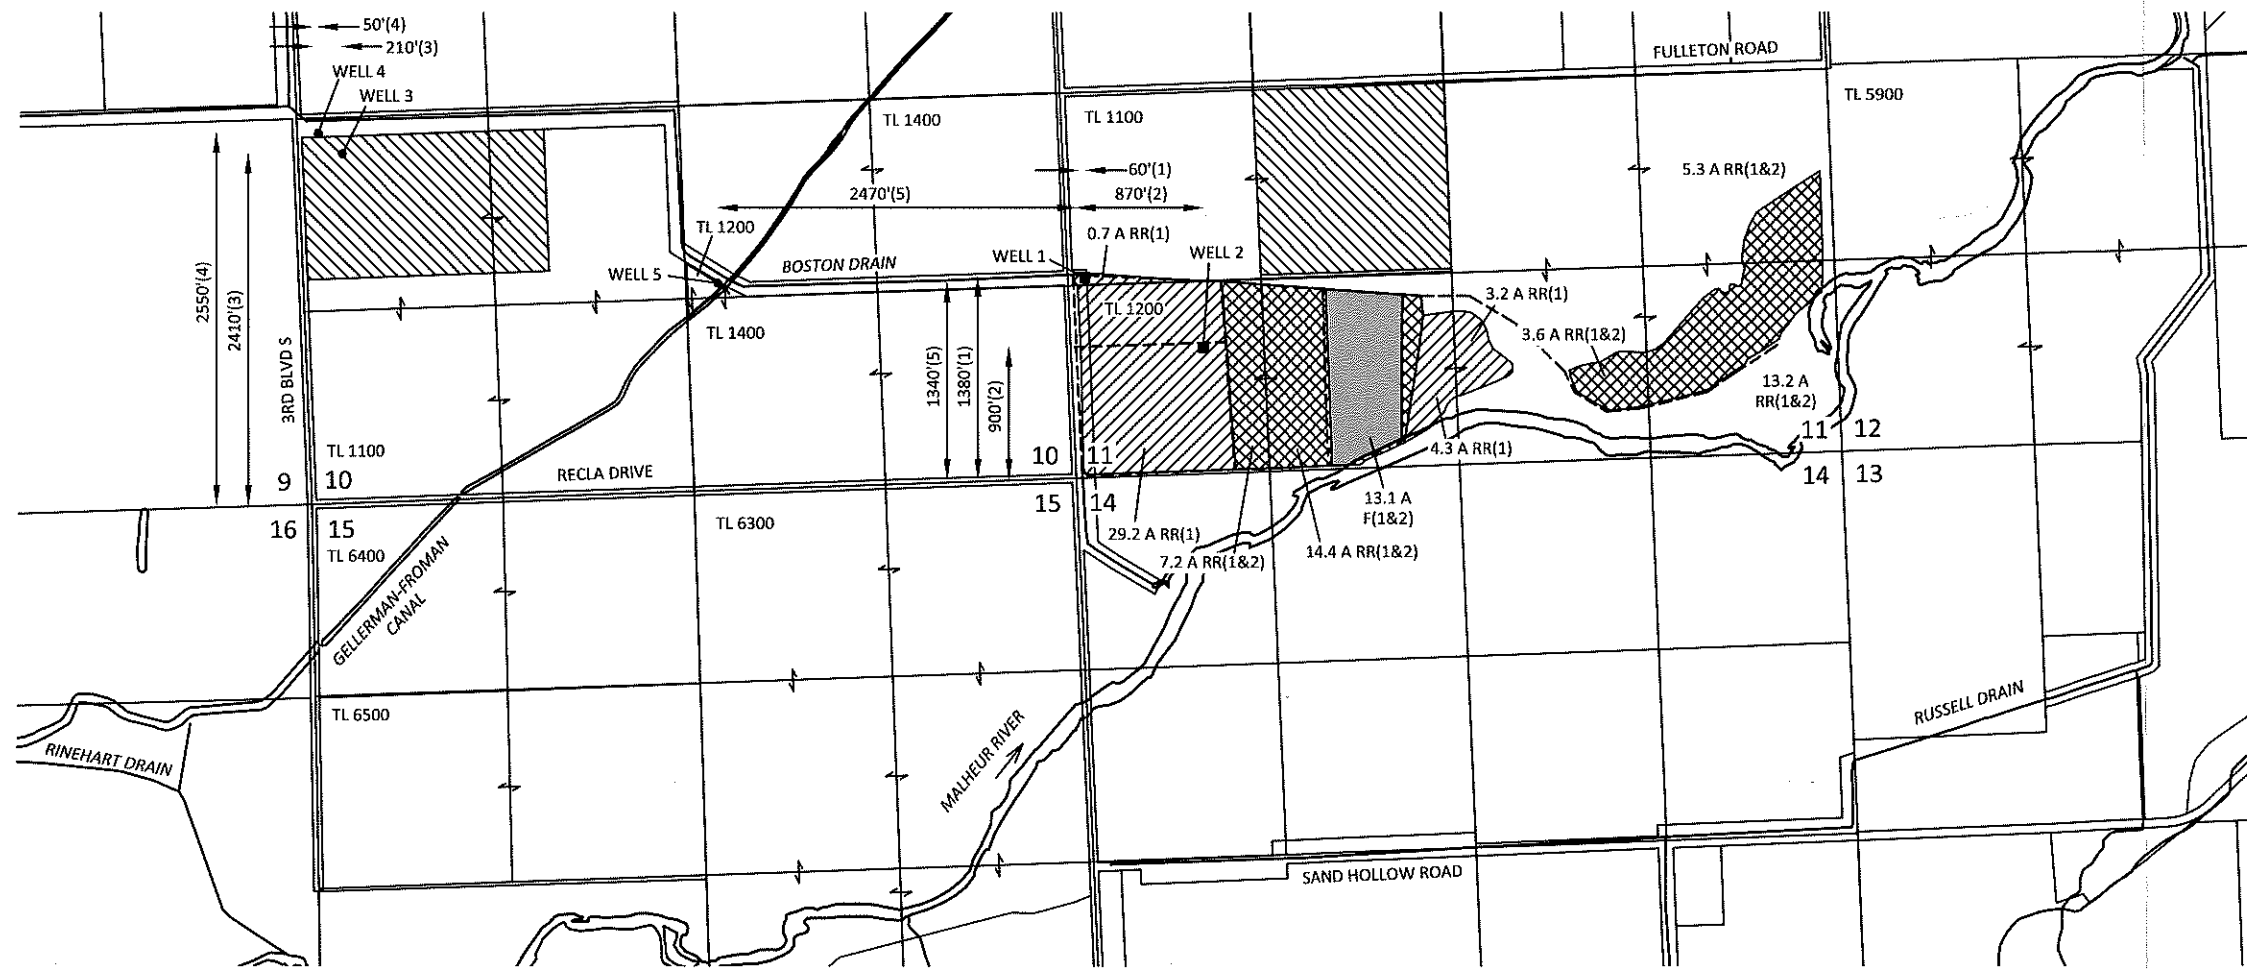 50'(4)
210'(3)
WELL 4
WELL 3
FULLETON ROAD
TL 1400
TL 1100
TL 5900
60'(1)
2470'(5)
870'(2)
5.3 A RR(1&2)
TL 1200
0.7 A RR(1)
WELL 1
WELL 2
BOSTON DRAIN
WELL 5
2550'(4)
2410'(3)
3RD BLVD S
TL 1400
TL 1200
3.2 A RR(1)
3.6 A RR(1&2)
1340'(5)
1380'(1)
900'(2)
13.2 A
RR(1&2)
TL 1100
RECLA DRIVE
4.3 A RR(1)
9
10
10
11
11
12
16
15
15
14
14
13
TL 6400
TL 6300
13.1 A
F(1&2)
29.2 A RR(1)
7.2 A RR(1&2)
14.4 A RR(1&2)
GELLERMAN-FROMAN
CANAL
TL 6500
RINEHART DRAIN
MALHEUR RIVER
RUSSELL DRAIN
SAND HOLLOW ROAD